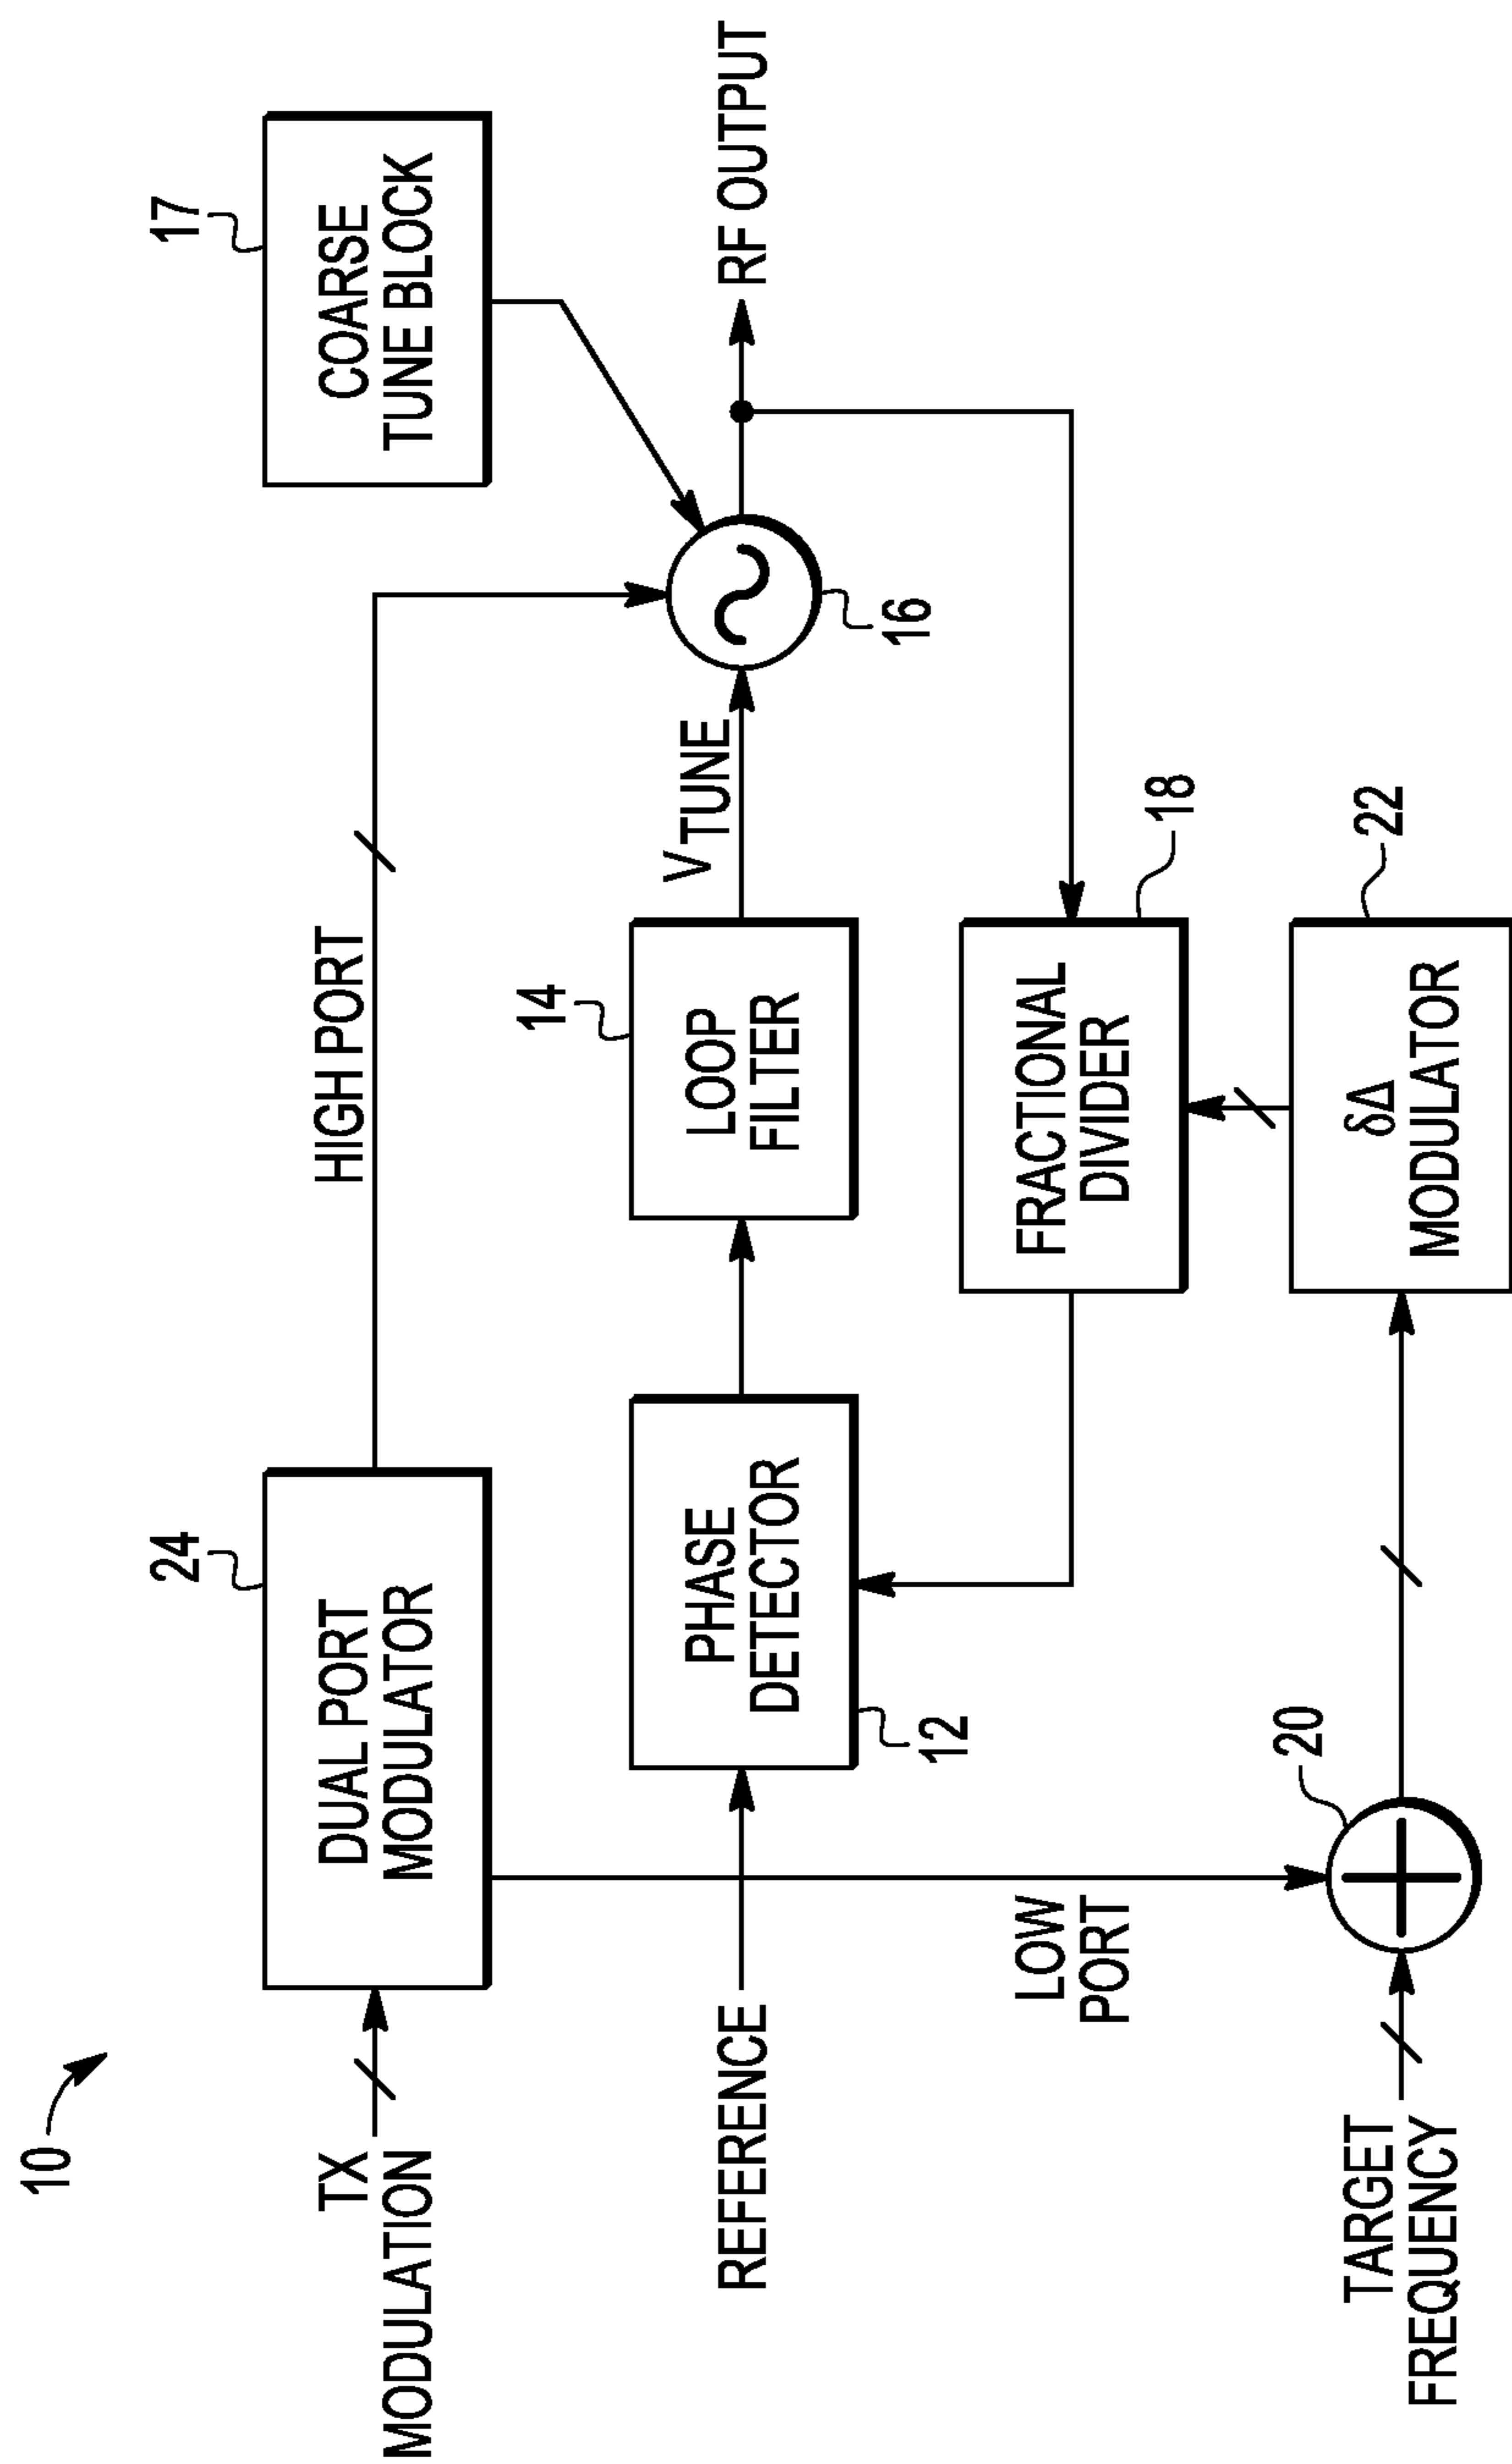 10
17
COARSE
TUNE BLOCK
24
DUAL PORT
MODULATOR
TX
MODULATION
HIGH PORT
14
LOOP
FILTER
V TUNE
16
RF OUTPUT
REFERENCE
PHASE
DETECTOR
12
FRACTIONAL
DIVIDER
18
LOW
PORT
20
22
δΔ
MODULATOR
TARGET
FREQUENCY